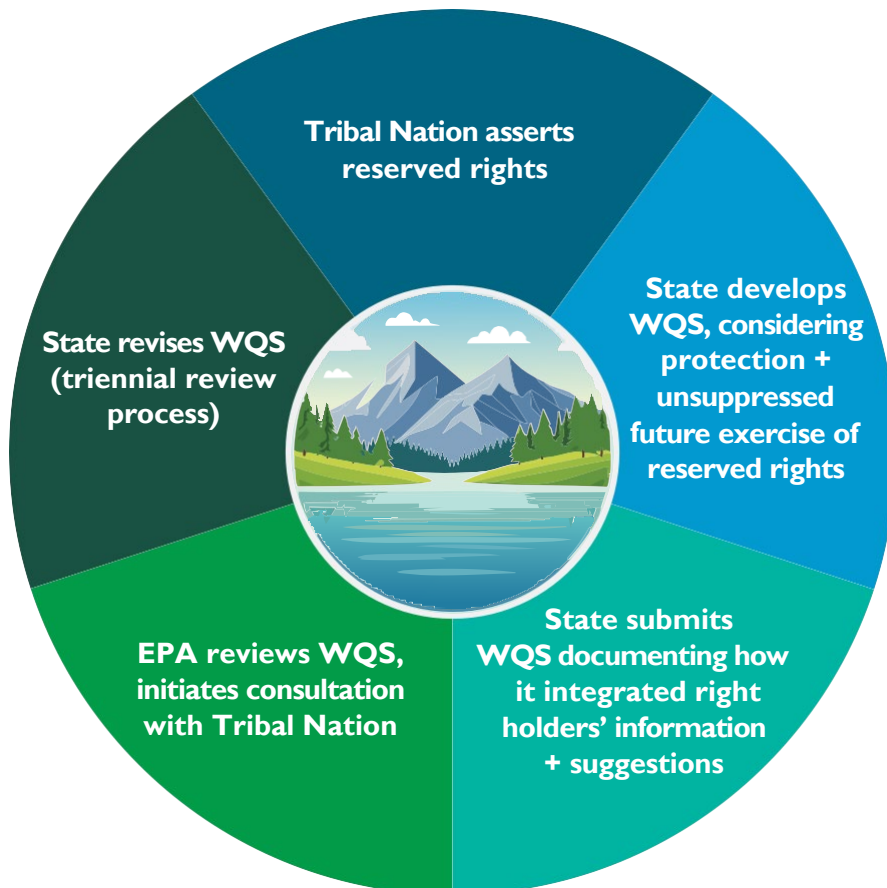 Tribal Nation asserts
reserved rights
State develops
WQS, considering
protection +
unsuppressed
future exercise of
reserved rights
State submits
WQS documenting how
it integrated right
holders’ information
+ suggestions
EPA reviews WQS,
initiates consultation
with Tribal Nation
State revises WQS
(triennial review
process)